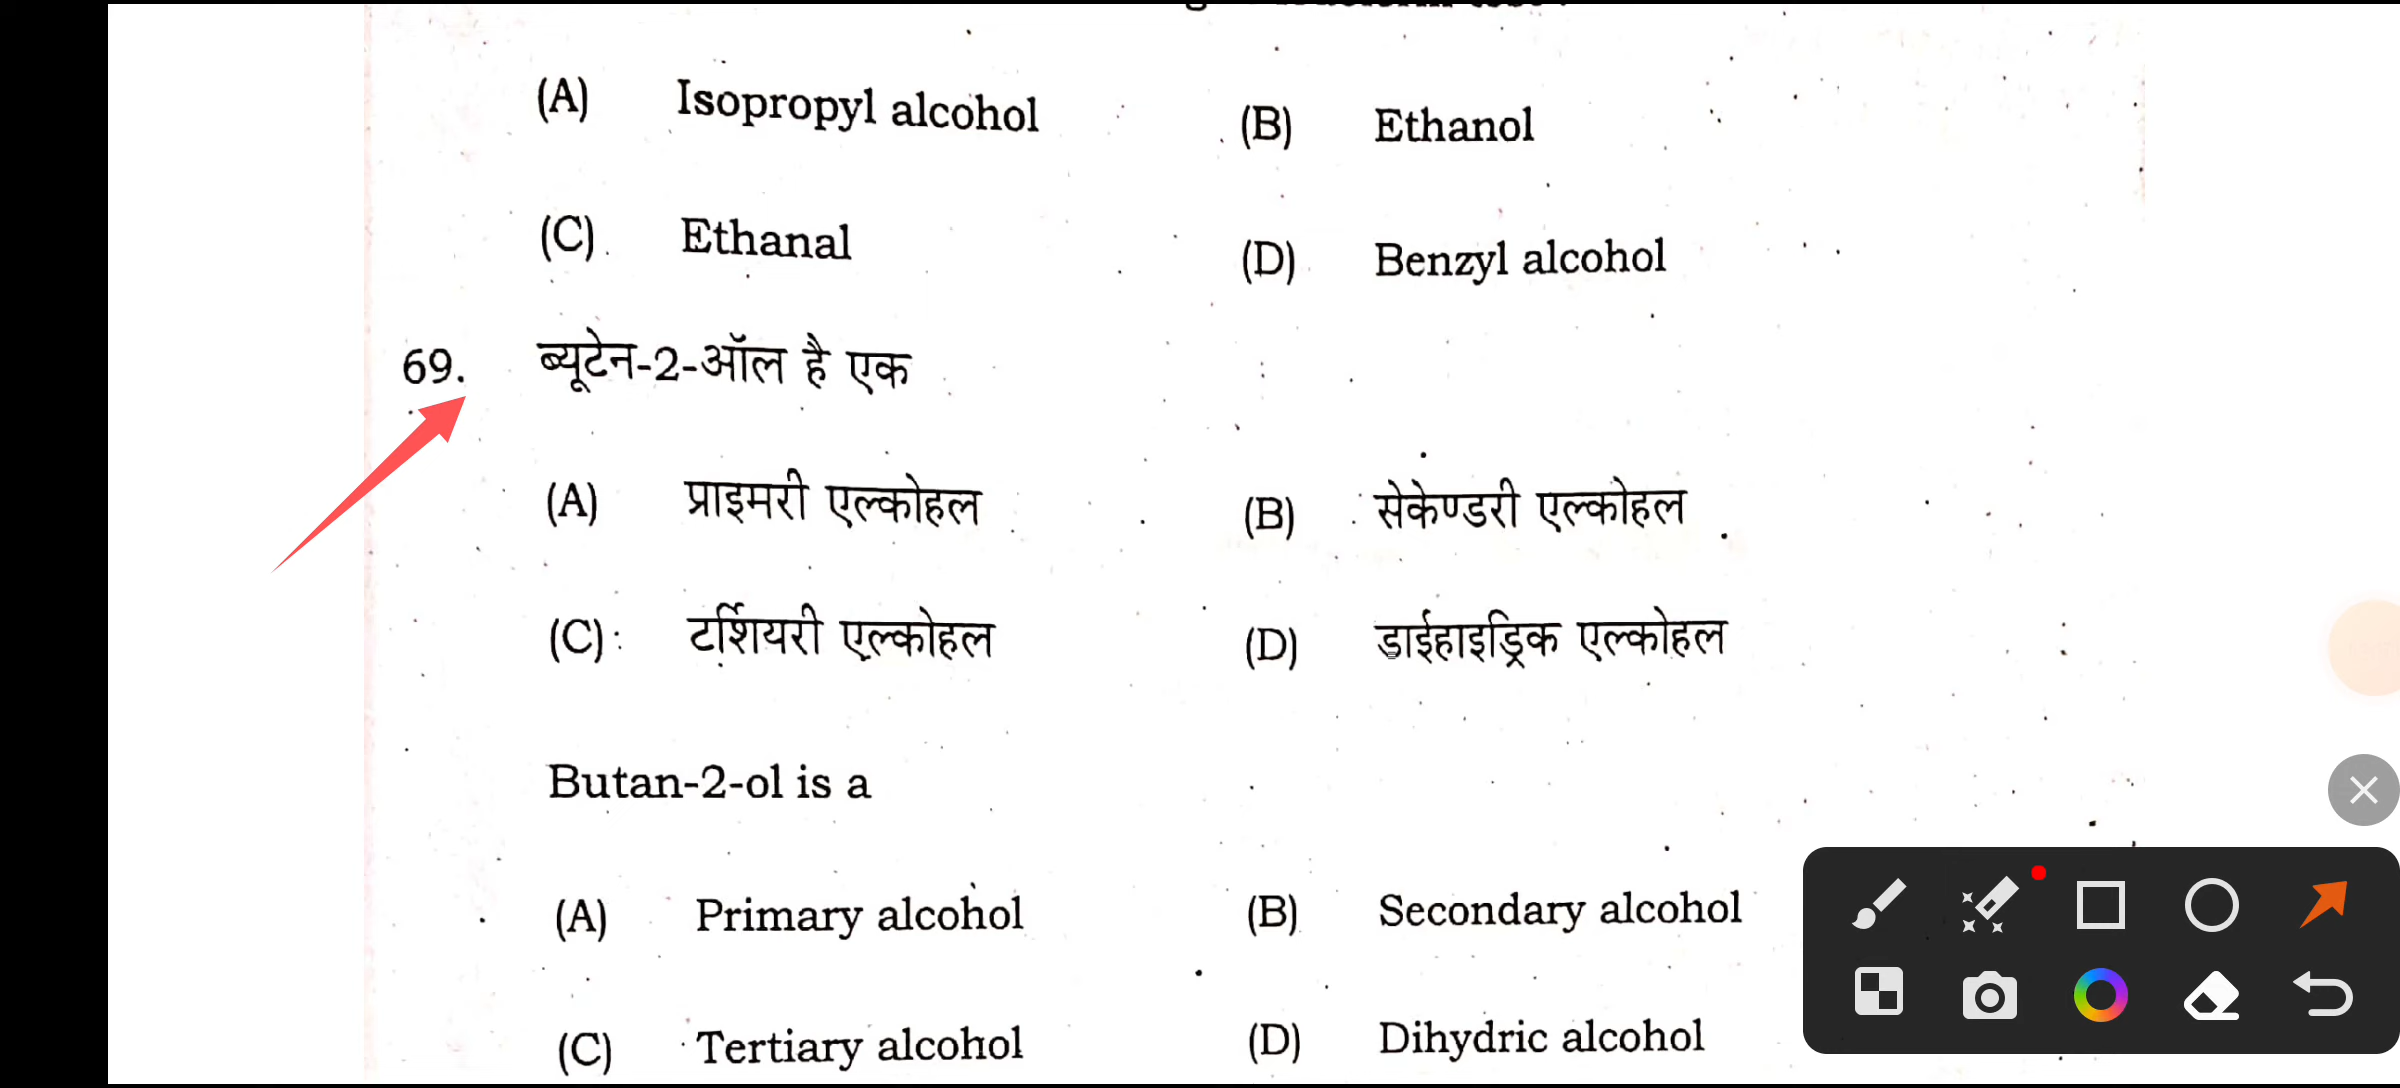 (A) Isopropyl alcohol (B) Ethanol
(C) Ethanal (D) Benzyl alcohol
69. ब्यूटेन-2-ऑल है एक
(A) प्राइमरी एल्कोहल (B) सेकेण्डरी एल्कोहल
(C) टर्शियरी एल्कोहल (D) डाईहाइड्रिक एल्कोहल
Butan-2-ol is a
(A) Primary alcohol (B) Secondary alcohol
(C) Tertiary alcohol (D) Dihydric alcohol